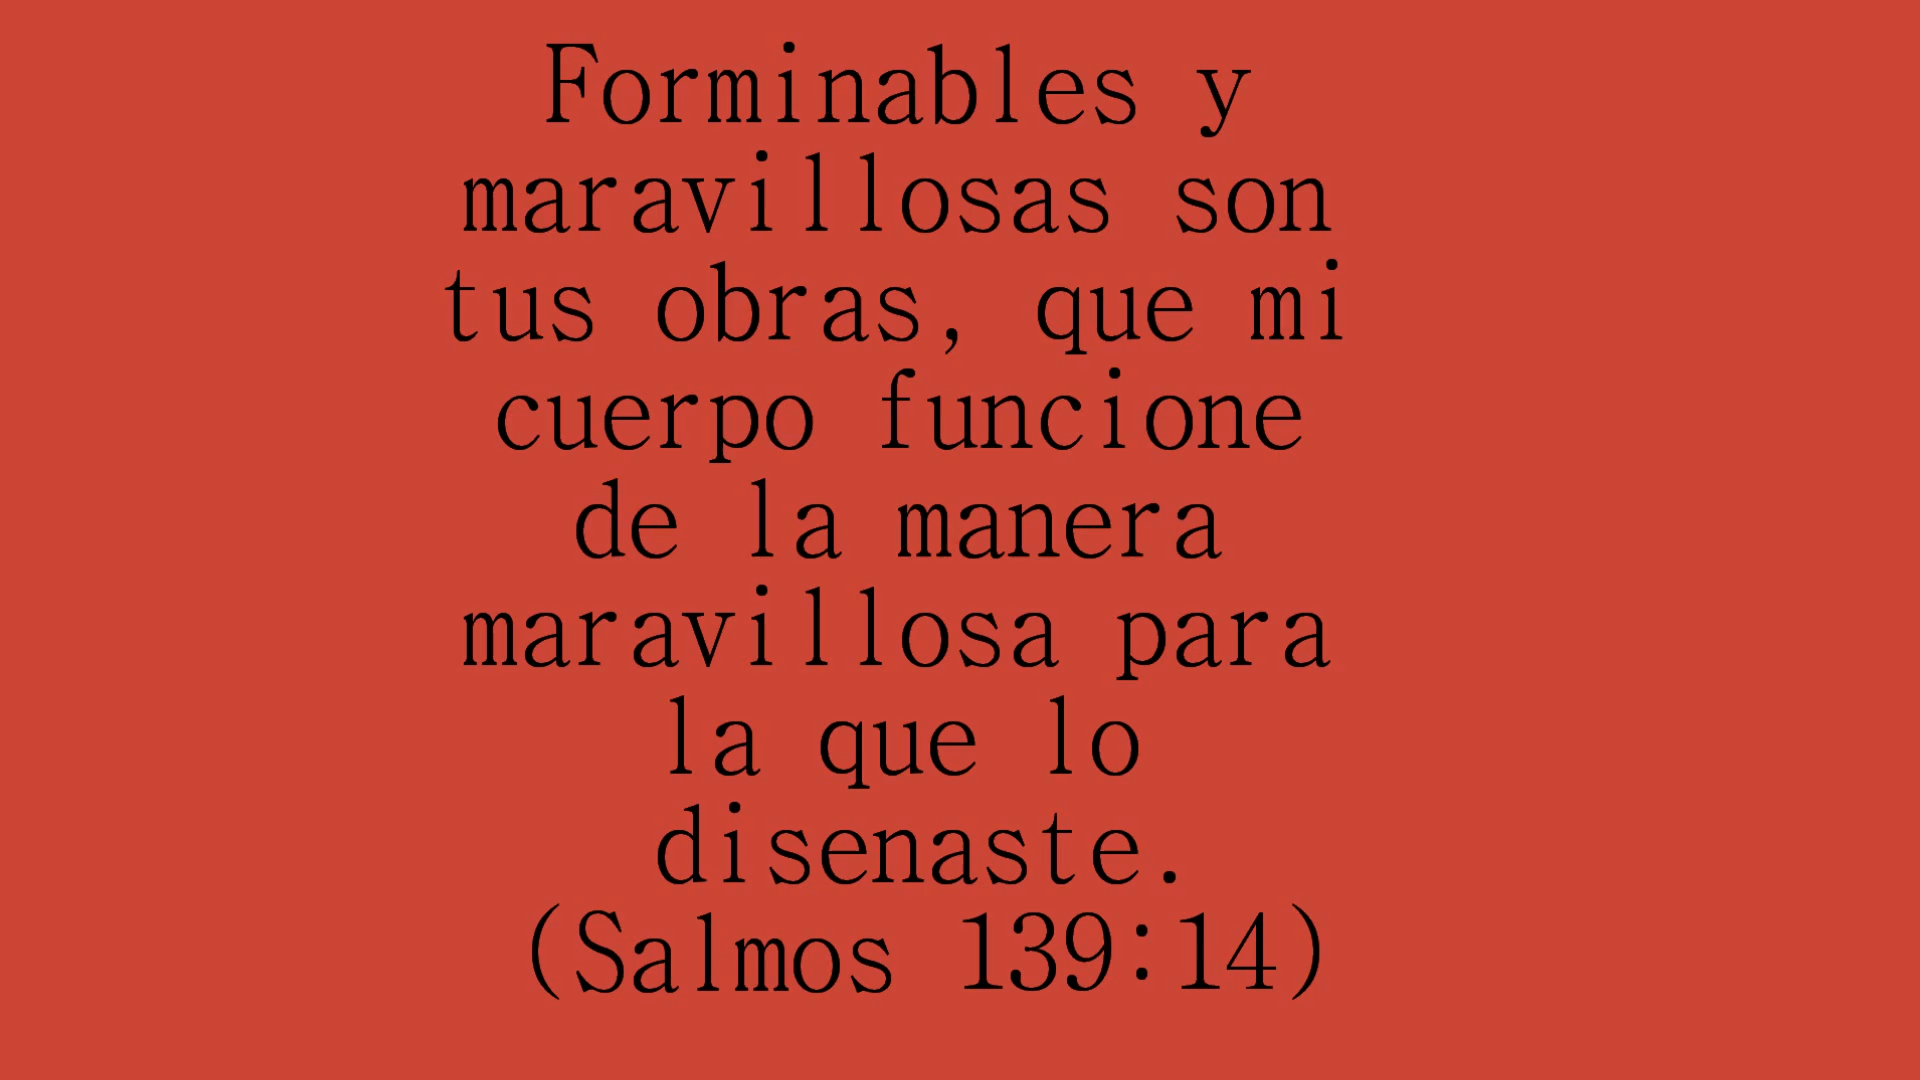 Forminables y
maravillosas son
tus obras, que mi
cuerpo funcione
de la manera
maravillosa para
la que lo
disenaste.
(Salmos 139:14)